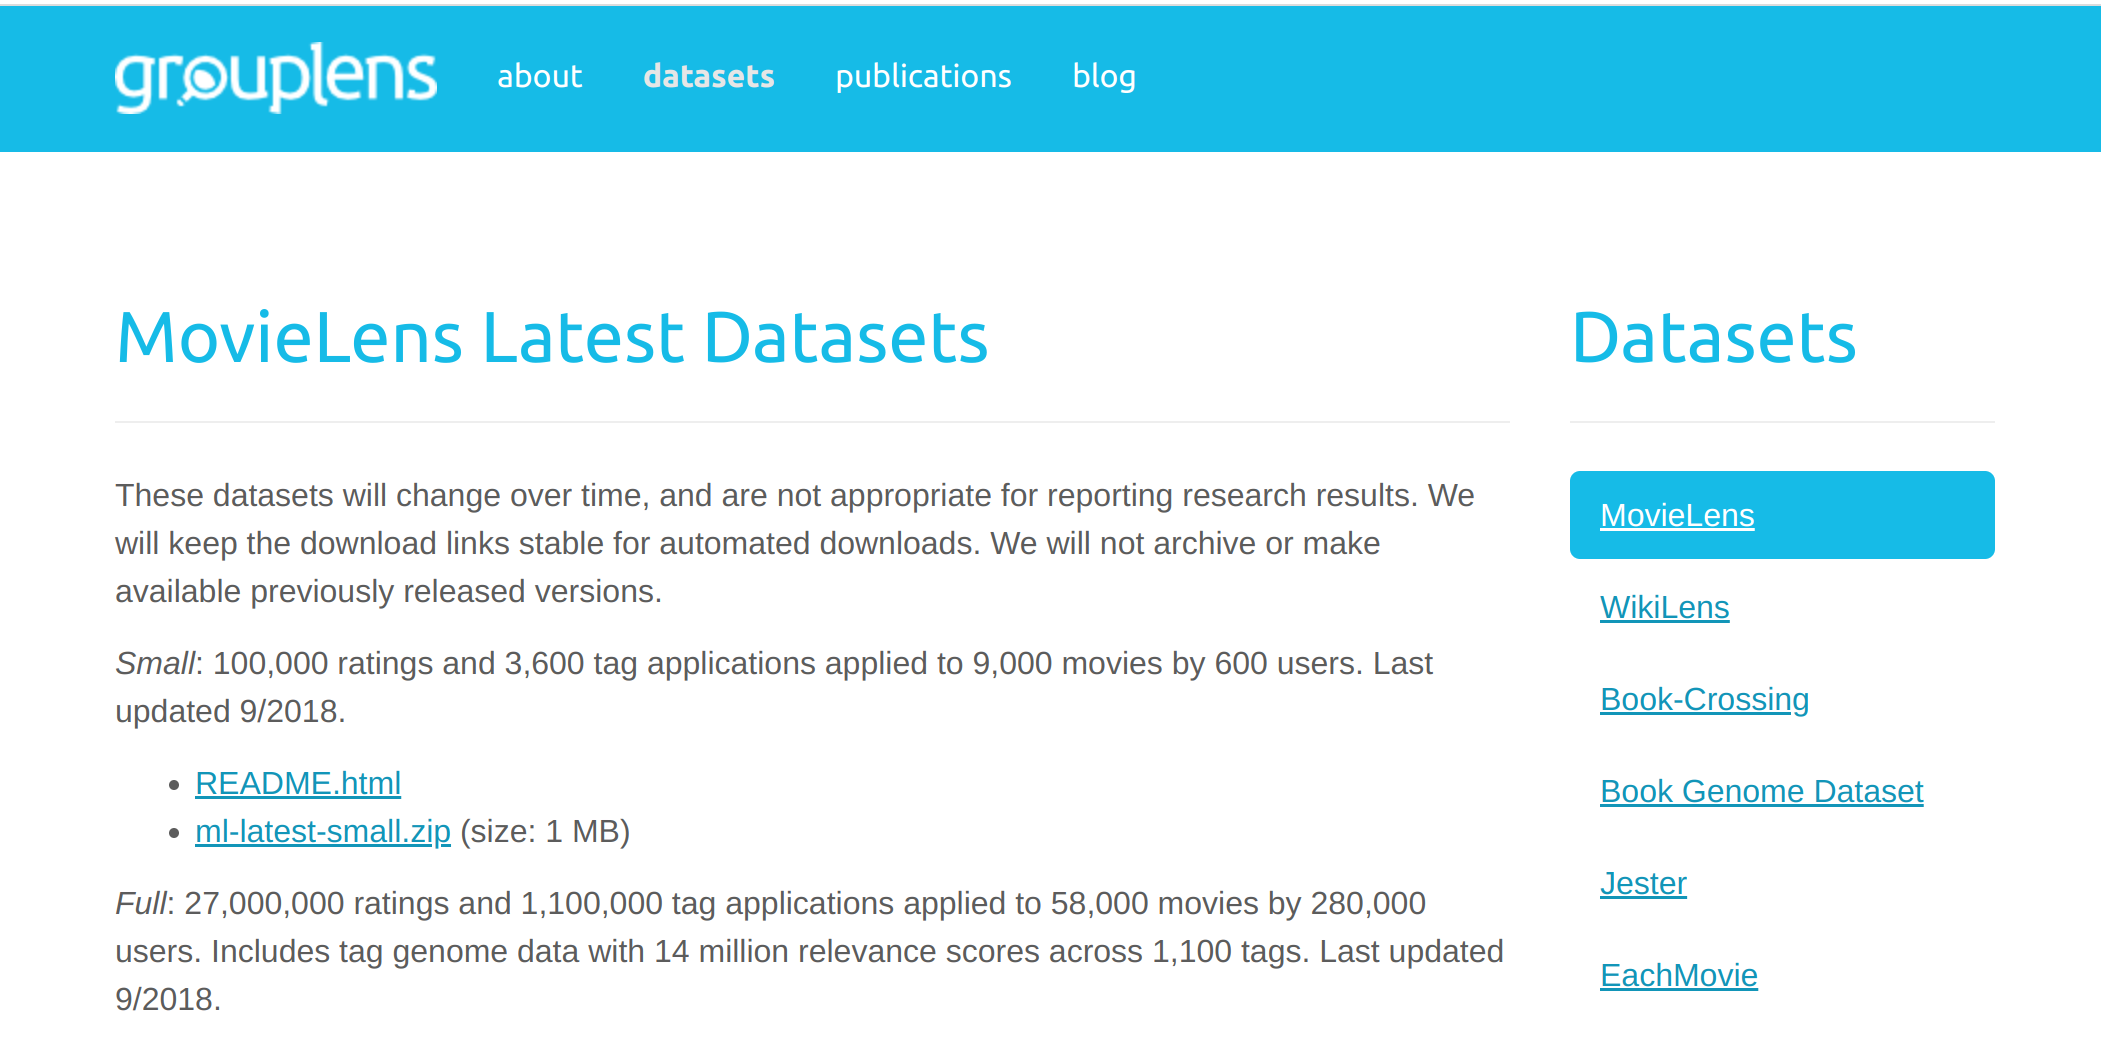 grouplens about datasets publications blog
MovieLens Latest Datasets
These datasets will change over time, and are not appropriate for reporting research results. We
will keep the download links stable for automated downloads. We will not archive or make
available previously released versions.
Small: 100,000 ratings and 3,600 tag applications applied to 9,000 movies by 600 users. Last
updated 9/2018.
• README.html
• ml-latest-small.zip (size: 1 MB)
Full: 27,000,000 ratings and 1,100,000 tag applications applied to 58,000 movies by 280,000
users. Includes tag genome data with 14 million relevance scores across 1,100 tags. Last updated
9/2018.
Datasets
MovieLens
WikiLens
Book-Crossing
Book Genome Dataset
Jester
EachMovie